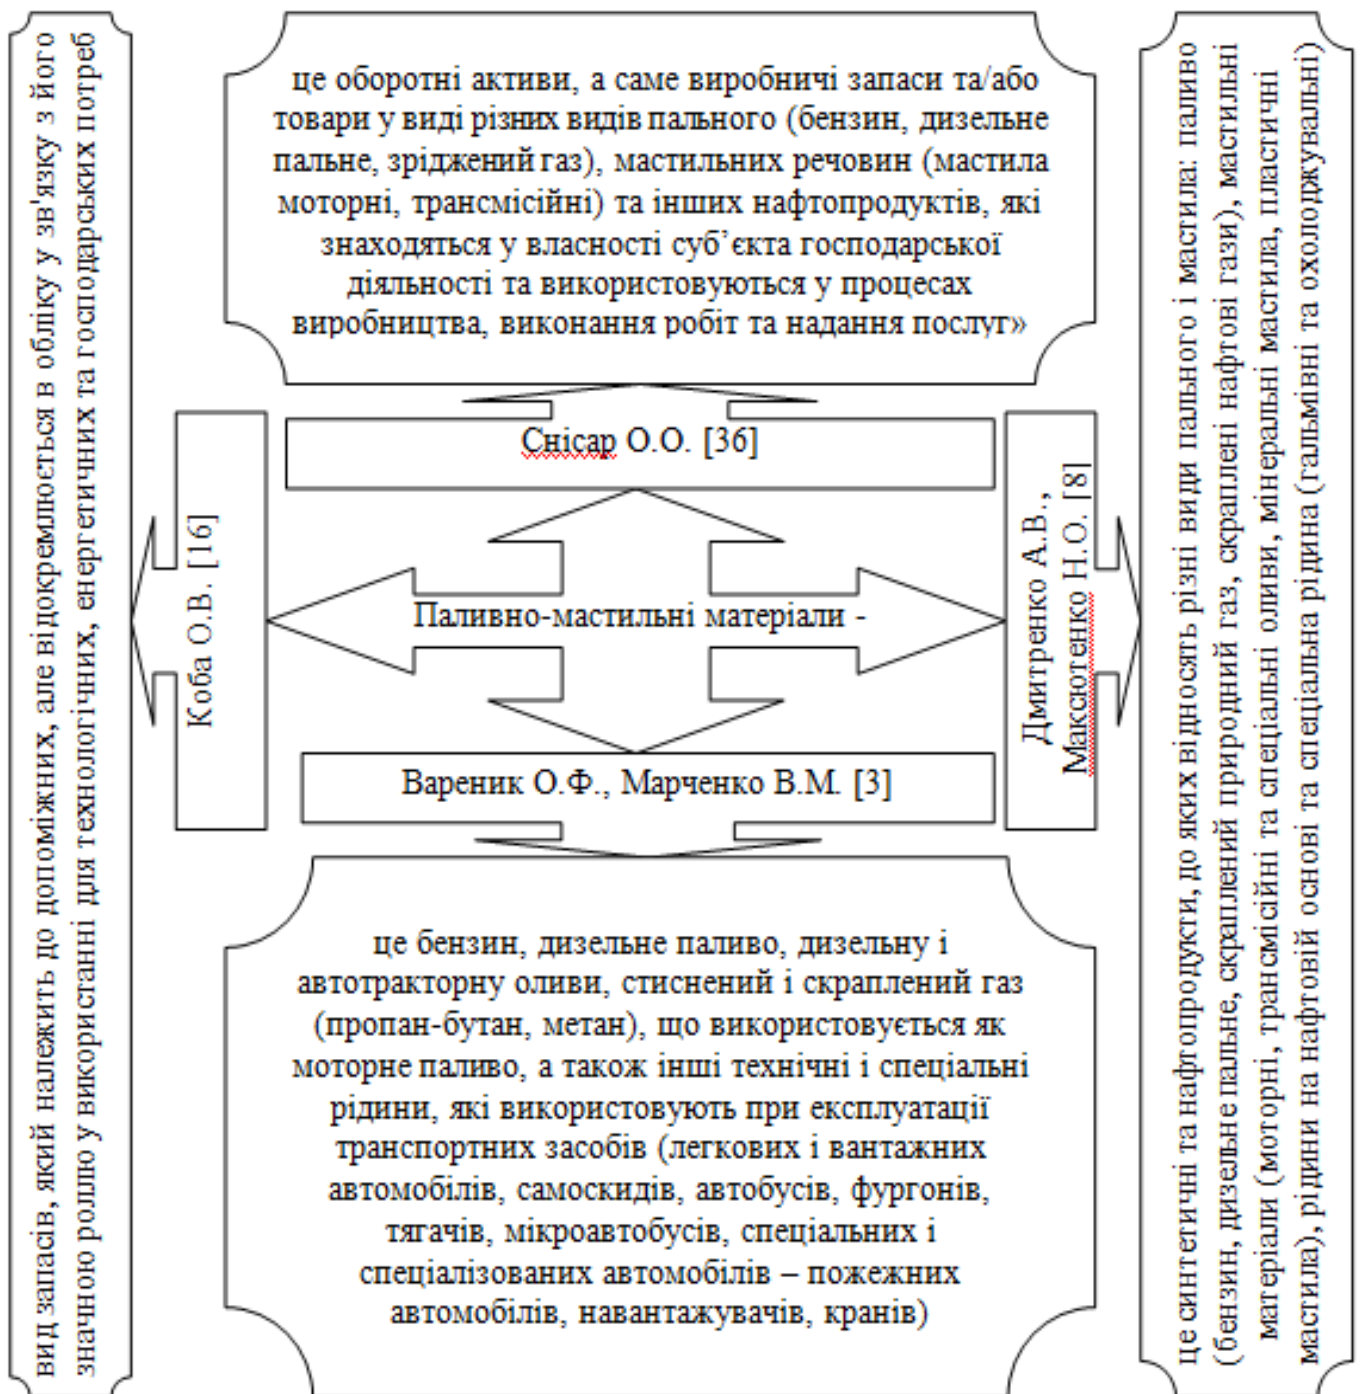 це оборотні активи, а саме виробничі запаси та/або
товари у виді різних видів пального (бензин, дизельне
пальне, зріджений газ), мастильних речовин (мастила
моторні, трансмісійні) та інших нафтопродуктів, які
знаходяться у власності суб’єкта господарської
діяльності та використовуються у процесах
виробництва, виконання робіт та надання послуг»
Снісар О.О. [36]
вид запасів, який належить до допоміжних, але відокремлюється в обліку у зв'язку з його
значною роллю у використанні для технологічних, енергетичних та господарських потреб
Коба О.В. [16]
Паливно-мастильні матеріали -
Дмитренко А.В.,
Максютенко Н.О. [8]
це синтетичні та нафтопродукти, до яких відносять різні види пального і мастила: паливо
(бензин, дизельне пальне, скраплений природний газ, скраплені нафтові гази), мастильні
матеріали (моторні, трансмісійні та спеціальні оливи, мінеральні мастила, пластичні
мастила), рідини на нафтовій основі та спеціальна рідина (гальмівні та охолоджувальні)
Вареник О.Ф., Марченко В.М. [3]
це бензин, дизельне паливо, дизельну і
автотракторну оливи, стиснений і скраплений газ
(пропан-бутан, метан), що використовується як
моторне паливо, а також інші технічні і спеціальні
рідини, які використовують при експлуатації
транспортних засобів (легкових і вантажних
автомобілів, самоскидів, автобусів, фургонів,
тягачів, мікроавтобусів, спеціальних і
спеціалізованих автомобілів – пожежних
автомобілів, навантажувачів, кранів)